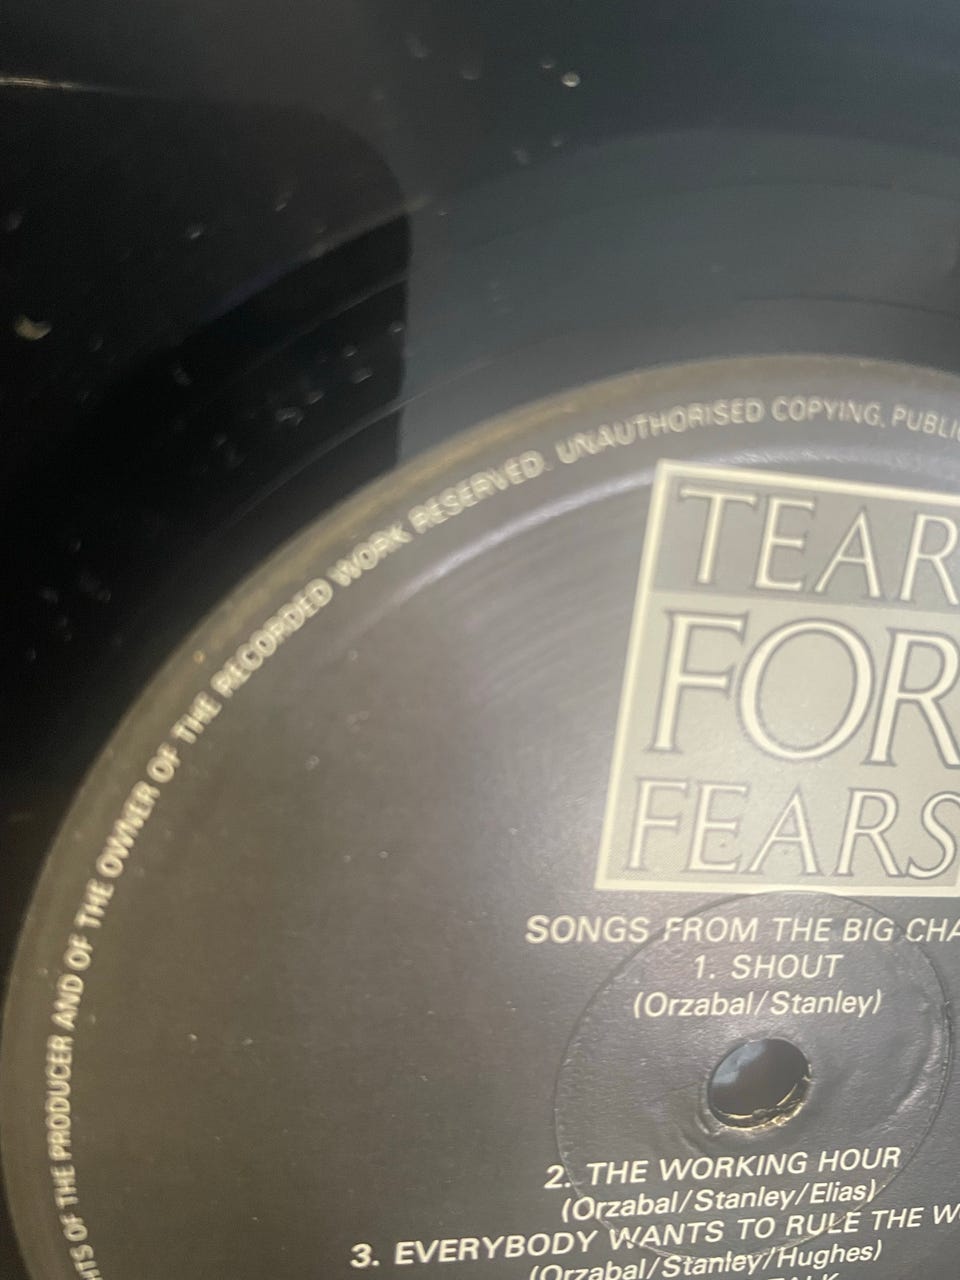 HTS OF THE PRODUCER AND OF THE OWNER OF THE RECORDED WORK RESERVED. UNAUTHORISED COPYING, PUBLIC
TEAR
FOR
FEARS
SONGS FROM THE BIG CHA
1. SHOUT
(Orzabal/Stanley)
2. THE WORKING HOUR
(Orzabal/Stanley/Elias)
3. EVERYBODY WANTS TO RULE THE W
(Orzabal/Stanley/Hughes)
TALK